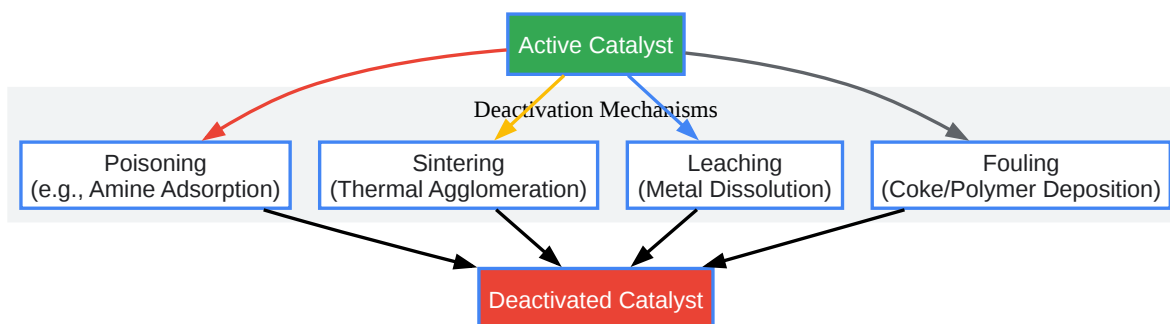 Active Catalyst
Deactivation Mechanisms
Poisoning
(e.g., Amine Adsorption)
Sintering
(Thermal Agglomeration)
Leaching
(Metal Dissolution)
Fouling
(Coke/Polymer Deposition)
Deactivated Catalyst